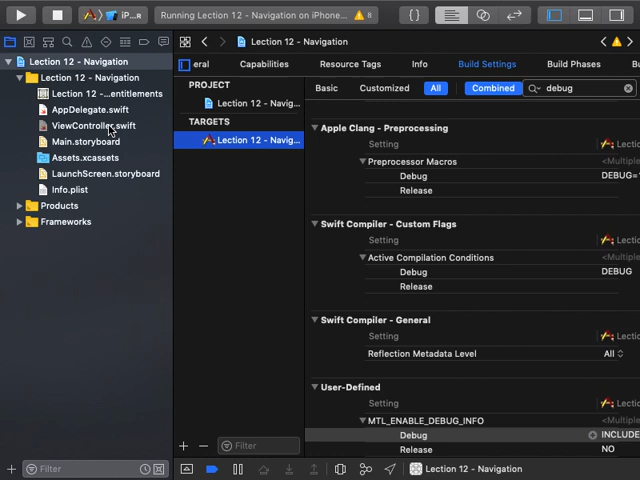 iP...R
Running Lection 12 - Navigation on iPhone...
8
Lection 12 - Navigation
Lection 12 - Navigation
Lection 12 -...entitlements
AppDelegate.swift
ViewController.swift
Main.storyboard
Assets.xcassets
LaunchScreen.storyboard
Info.plist
Products
Frameworks
Filter
Lection 12 - Navigation
eral
Capabilities
Resource Tags
Info
Build Settings
Build Phases
Bu
PROJECT
Lection 12 - Navig...
TARGETS
Lection 12 - Navig...
Filter
Basic
Customized
All
Combined
debug
Apple Clang - Preprocessing
Setting
Lectio
Preprocessor Macros
<Multiple
Debug
DEBUG=1
Release
Swift Compiler - Custom Flags
Setting
Lectio
Active Compilation Conditions
<Multiple
Debug
DEBUG
Release
Swift Compiler - General
Setting
Lectio
Reflection Metadata Level
All
User-Defined
Setting
Lectio
MTL_ENABLE_DEBUG_INFO
<Multiple
Debug
INCLUDE
Release
NO
Lection 12 - Navigation